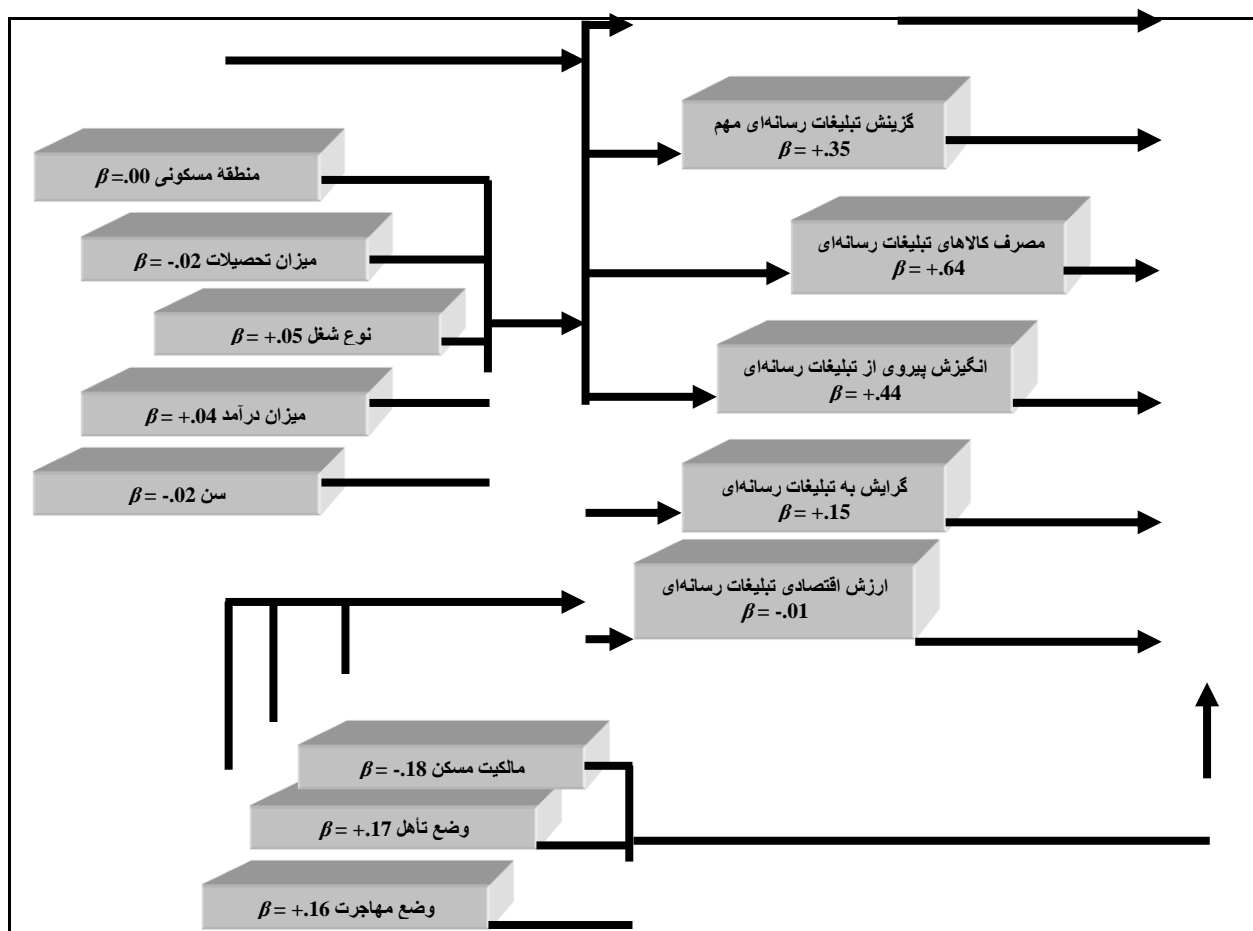 گزینش تبلیغات رسانه‌ای مهم
β = +.35
منطقهٔ مسکونی β =.00
مصرف کالاهای تبلیغات رسانه‌ای
β = +.64
میزان تحصیلات β = -.02
نوع شغل β = +.05
انگیزش پیروی از تبلیغات رسانه‌ای
β = +.44
میزان درآمد β = +.04
سن β = -.02
گرایش به تبلیغات رسانه‌ای
β = +.15
ارزش اقتصادی تبلیغات رسانه‌ای
β = -.01
مالکیت مسکن β = -.18
وضع تأهل β = +.17
وضع مهاجرت β = +.16